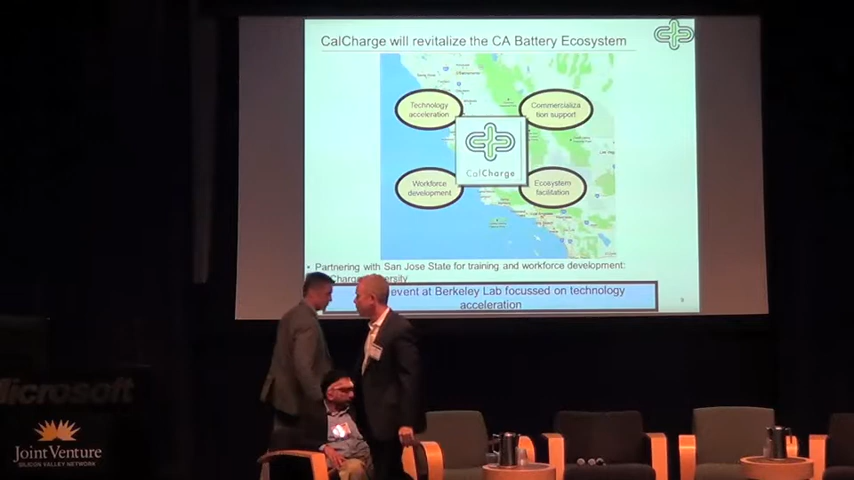 CalCharge will revitalize the CA Battery Ecosystem
Technology
acceleration
Commercializa
tion support
CalCharge
Workforce
development
Ecosystem
facilitation
• Partnering with San Jose State for training and workforce development:
event at Berkeley Lab focussed on technology
acceleration
Microsoft
Joint Venture
SILICON VALLEY NETWORK